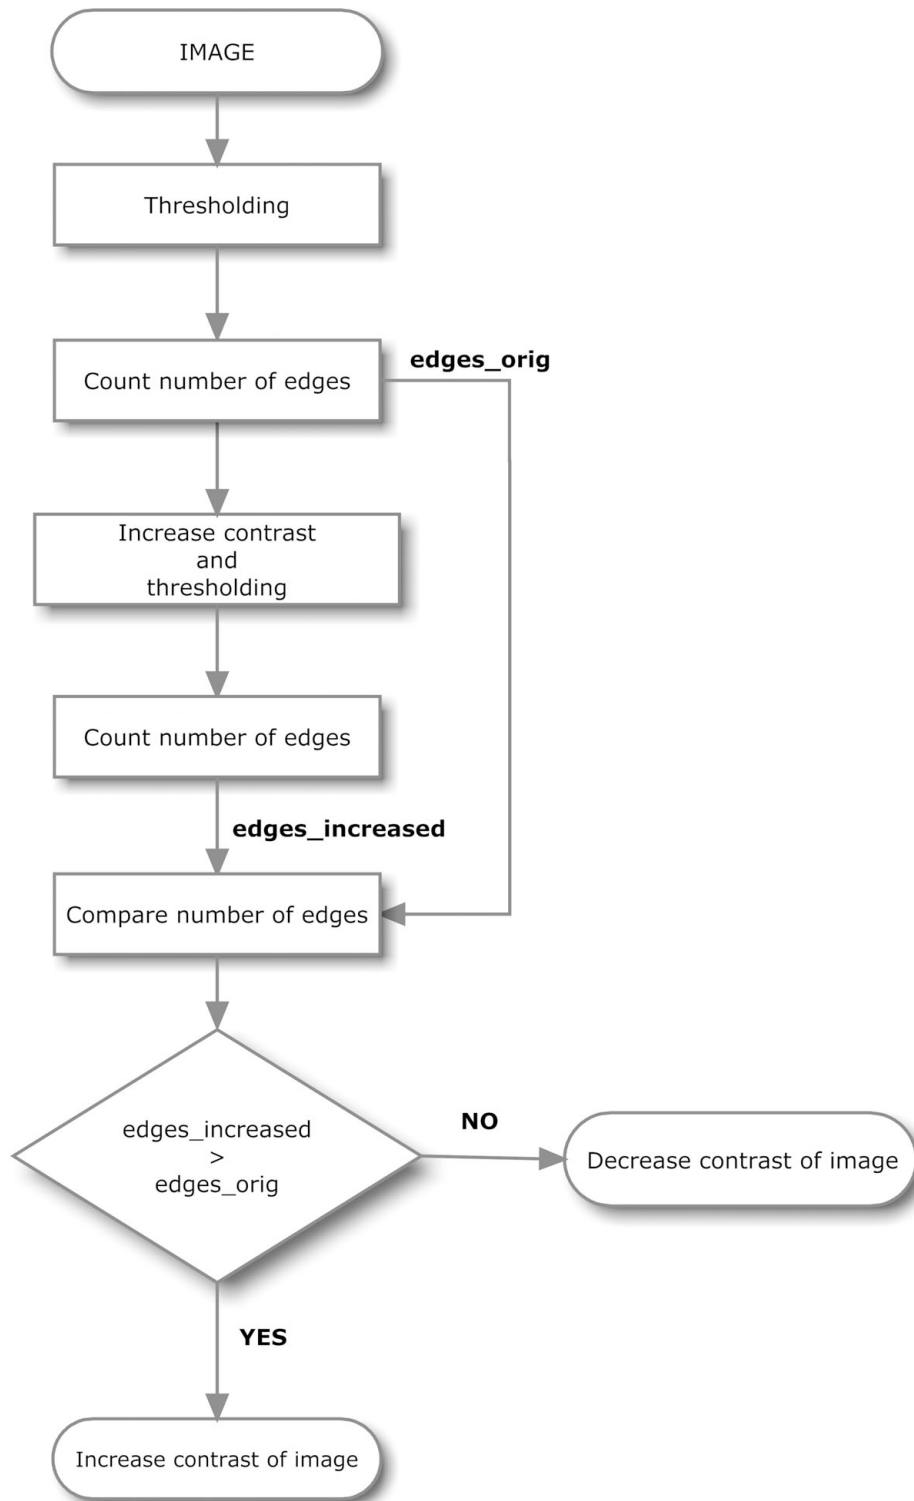 IMAGE
Thresholding
Count number of edges
edges_orig
Increase contrast
and
thresholding
Count number of edges
edges_increased
Compare number of edges
edges_increased
>
edges_orig
NO
Decrease contrast of image
YES
Increase contrast of image